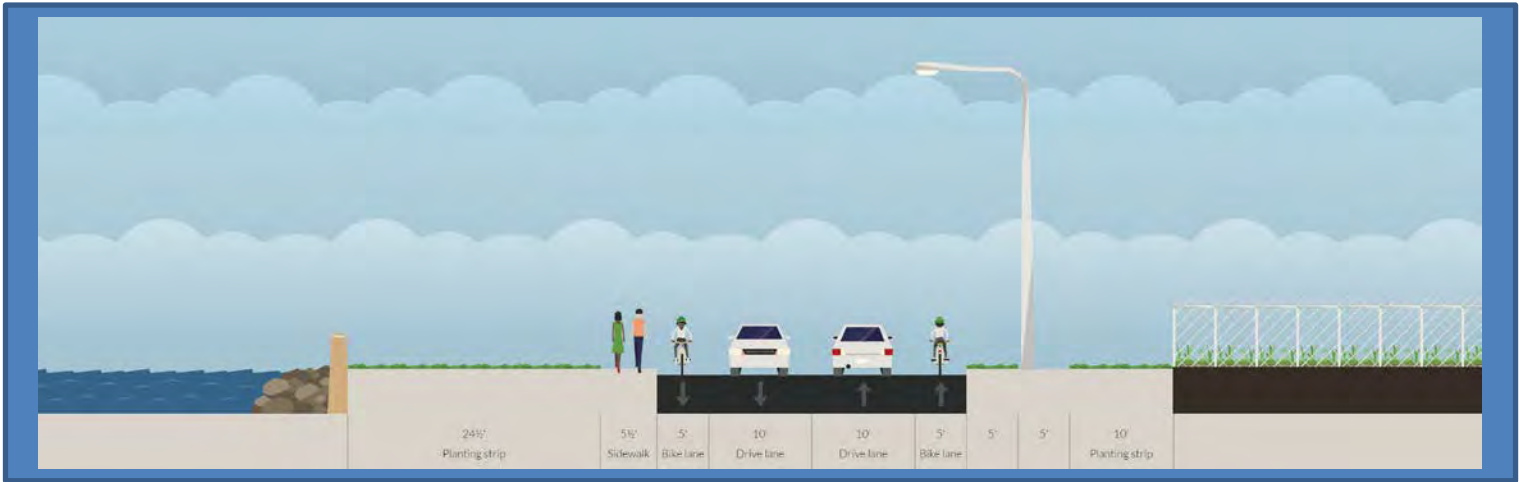 24½'
Planting strip
5½'
Sidewalk
5'
Bike lane
10'
Drive lane
10'
Drive lane
5'
Bike lane
5'
5'
10'
Planting strip